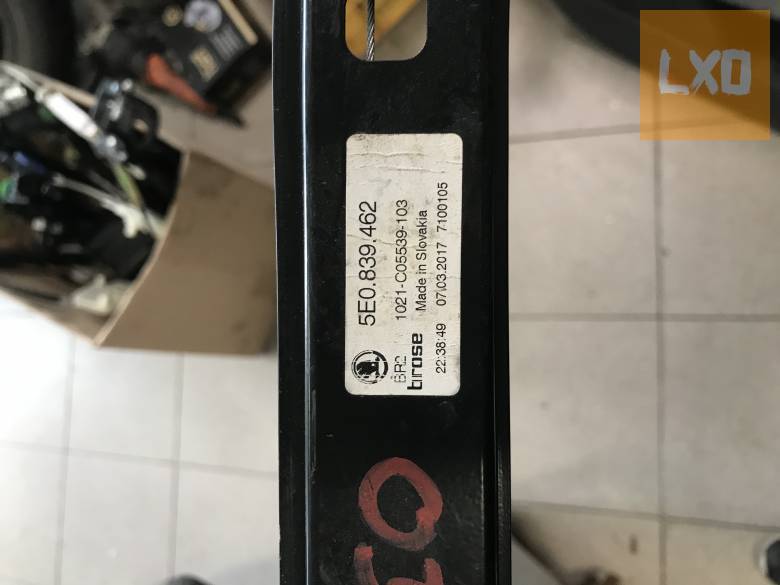 LXO
5E0.839.462
BR2 1021-C05539-103
brose Made in Slovakia
22:38:49 07.03.2017 7100105